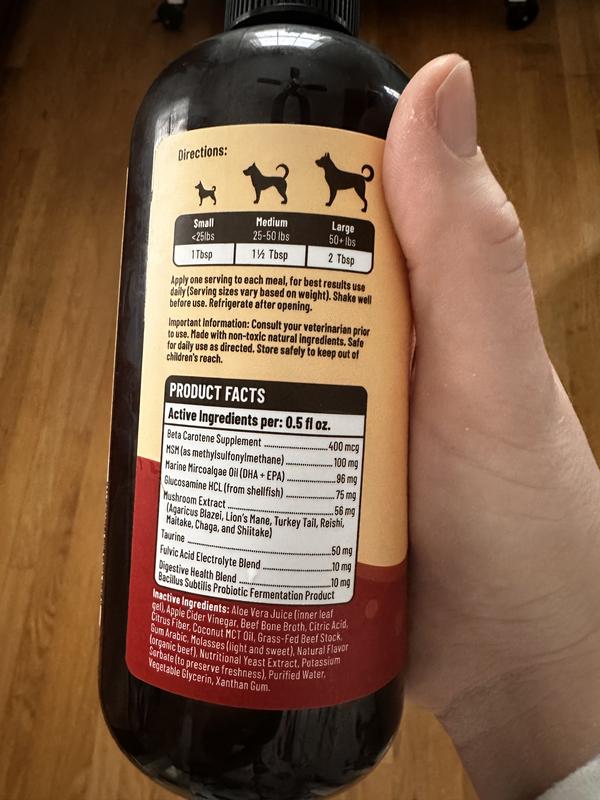 Directions:
Small Medium Large
<25lbs 25-50 lbs 50+ lbs
1 Tbsp 1½ Tbsp 2 Tbsp
Apply one serving to each meal, for best results use
daily (Serving sizes vary based on weight). Shake well
before use. Refrigerate after opening.
Important Information: Consult your veterinarian prior
to use. Made with non-toxic natural ingredients. Safe
for daily use as directed. Store safely to keep out of
children's reach.
PRODUCT FACTS
Active Ingredients per: 0.5 fl oz.
Beta Carotene Supplement 400 mcg
MSM (as methylsulfonylmethane) 100 mg
Marine Mircoalgae Oil (DHA + EPA) 96 mg
Glucosamine HCL (from shellfish) 75 mg
Mushroom Extract 56 mg
(Agaricus Blazei, Lion's Mane, Turkey Tail, Reishi,
Maitake, Chaga, and Shiitake)
Taurine 50 mg
Fulvic Acid Electrolyte Blend 10 mg
Digestive Health Blend 10 mg
Bacillus Subtilis Probiotic Fermentation Product
Inactive Ingredients: Aloe Vera Juice (inner leaf
gel), Apple Cider Vinegar, Beef Bone Broth, Citric Acid,
Citrus Fiber, Coconut MCT Oil, Grass-Fed Beef Stock,
Gum Arabic, Molasses (light and sweet), Natural Flavor
(organic beef), Nutritional Yeast Extract, Potassium
Sorbate (to preserve freshness), Purified Water,
Vegetable Glycerin, Xanthan Gum.